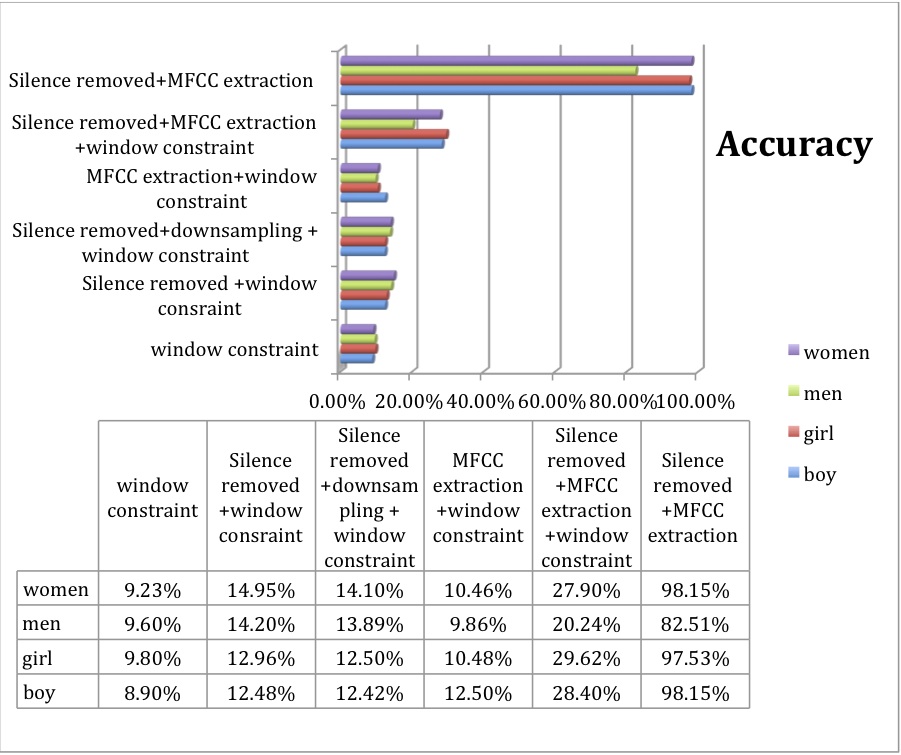 Silence removed+MFCC extraction
Silence removed+MFCC extraction
+window constraint
MFCC extraction+window
constraint
Silence removed+downsampling +
window constraint
Silence removed +window
consraint
window constraint
0.00% 20.00% 40.00% 60.00% 80.00% 100.00%
Accuracy
women
men
girl
boy
window
constraint
Silence
removed
+window
consraint
Silence
removed
+downsam
pling +
window
constraint
MFCC
extraction
+window
constraint
Silence
removed
+MFCC
extraction
+window
constraint
Silence
removed
+MFCC
extraction
women 9.23% 14.95% 14.10% 10.46% 27.90% 98.15%
men 9.60% 14.20% 13.89% 9.86% 20.24% 82.51%
girl 9.80% 12.96% 12.50% 10.48% 29.62% 97.53%
boy 8.90% 12.48% 12.42% 12.50% 28.40% 98.15%